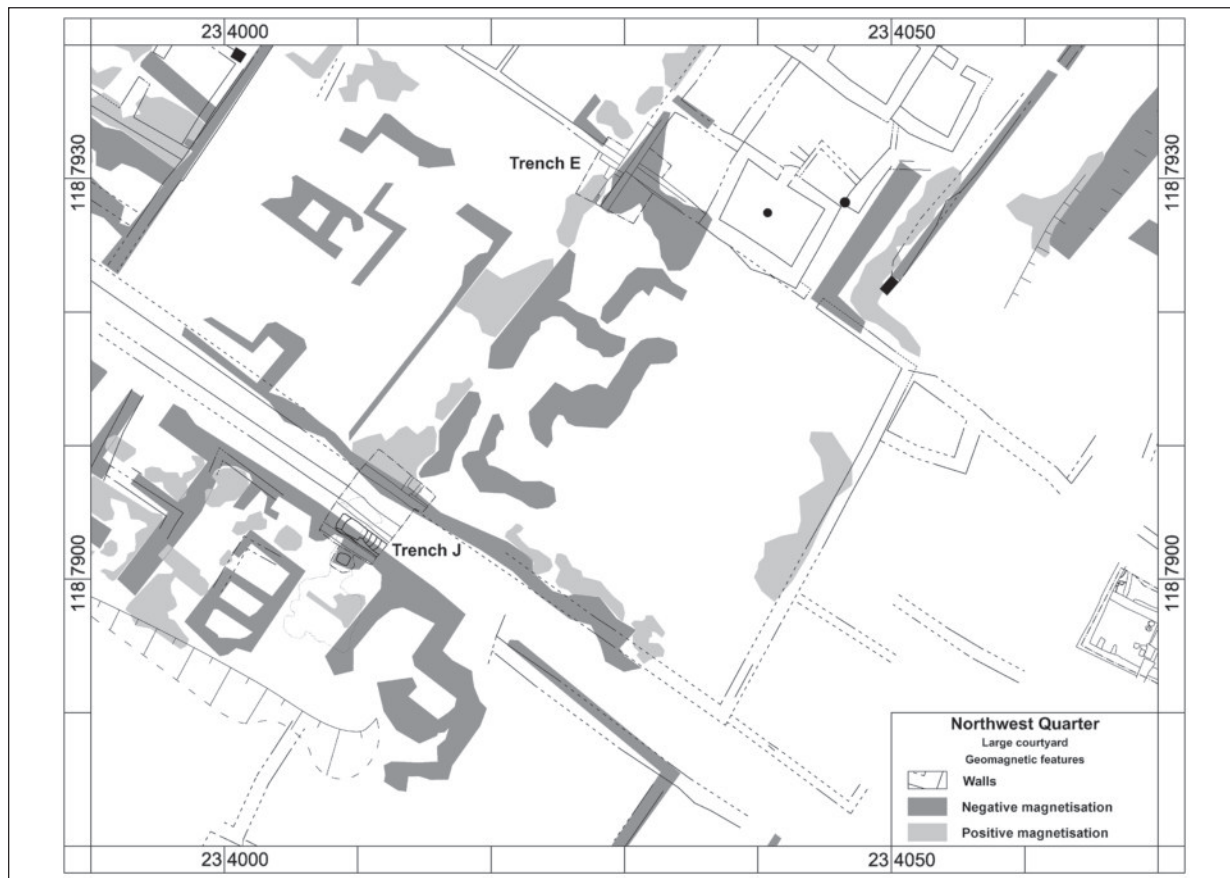 23 4000
23 4050
118 7930
118 7930
Trench E
Trench J
118 7900
118 7900
Northwest Quarter
Large courtyard
Geomagnetic features
Walls
Negative magnetisation
Positive magnetisation
23 4000
23 4050